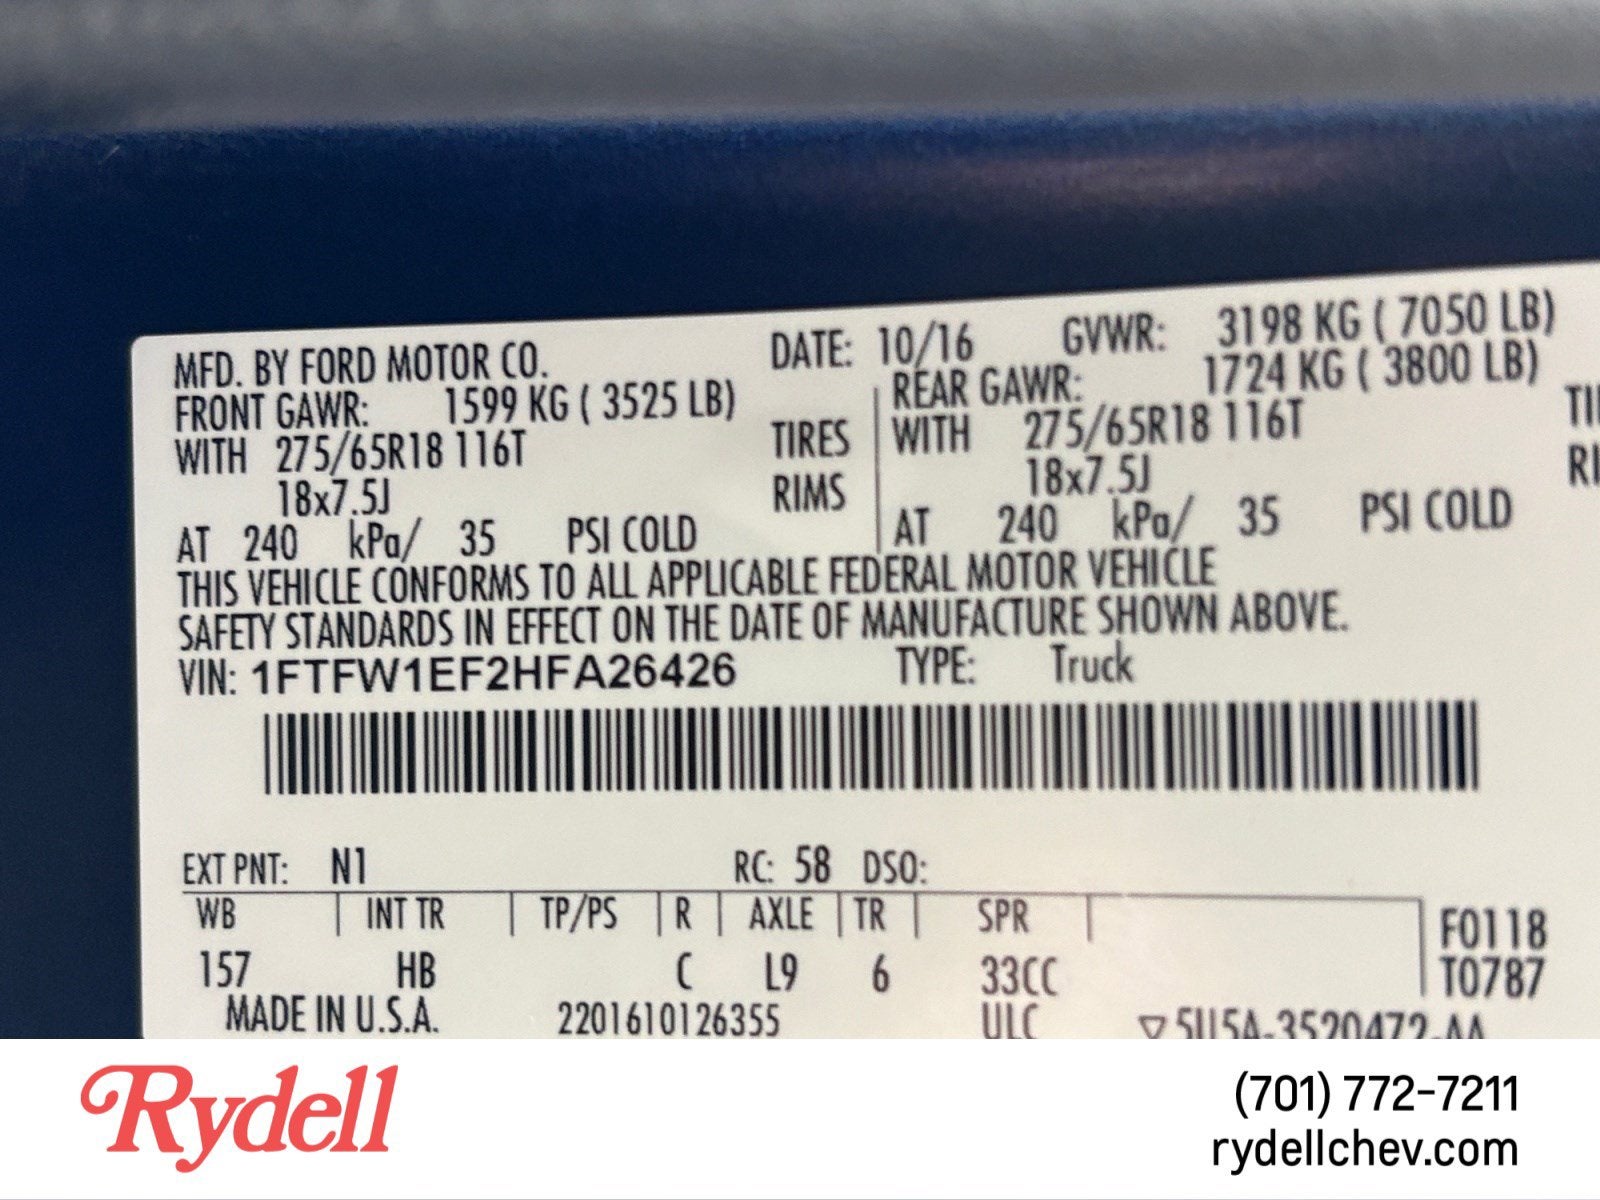 MFD. BY FORD MOTOR CO. DATE: 10/16 GVWR: 3198 KG ( 7050 LB)
FRONT GAWR: 1599 KG ( 3525 LB) REAR GAWR: 1724 KG ( 3800 LB)
WITH 275/65R18 116T TIRES WITH 275/65R18 116T
18x7.5J RIMS 18x7.5J
AT 240 kPa/ 35 PSI COLD AT 240 kPa/ 35 PSI COLD
THIS VEHICLE CONFORMS TO ALL APPLICABLE FEDERAL MOTOR VEHICLE
SAFETY STANDARDS IN EFFECT ON THE DATE OF MANUFACTURE SHOWN ABOVE.
VIN: 1FTFW1EF2HFA26426 TYPE: Truck
EXT PNT: N1 RC: 58 DSO:
WB INT TR TP/PS R AXLE TR SPR F0118
157 HB C L9 6 33CC T0787
MADE IN U.S.A. 2201610126355 ULC ▽ 5U5A-3520472-AA
Rydell
(701) 772-7211
rydellchev.com